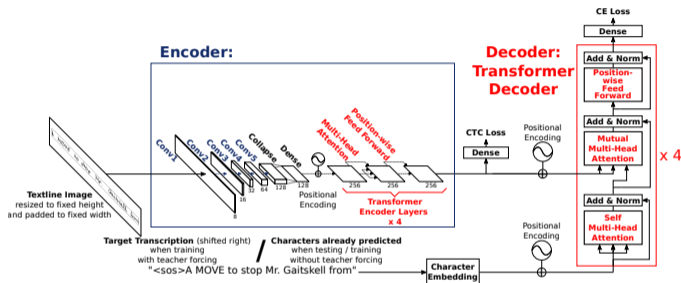 CE Loss
Dense
Encoder:
Decoder:
Transformer
Decoder
Add & Norm
Position-
wise
Feed
Forward
Add & Norm
Mutual
Multi-Head
Attention
x 4
Add & Norm
Self
Multi-Head
Attention
CTC Loss
Dense
Positional
Encoding
Positional
Encoding
Conv1
Conv2
Conv3
Conv4
Conv5
Collapse
Dense
Multi-Head
Attention
Position-wise
Feed Forward
8
16
32
64
128
128
Positional
Encoding
256
256
256
Transformer
Encoder Layers
x 4
Textline Image
resized to fixed height
and padded to fixed width
Target Transcription (shifted right)
when training
with teacher forcing
/
Characters already predicted
when testing / training
without teacher forcing
"<sos>A MOVE to stop Mr. Gaitskell from"
Character
Embedding